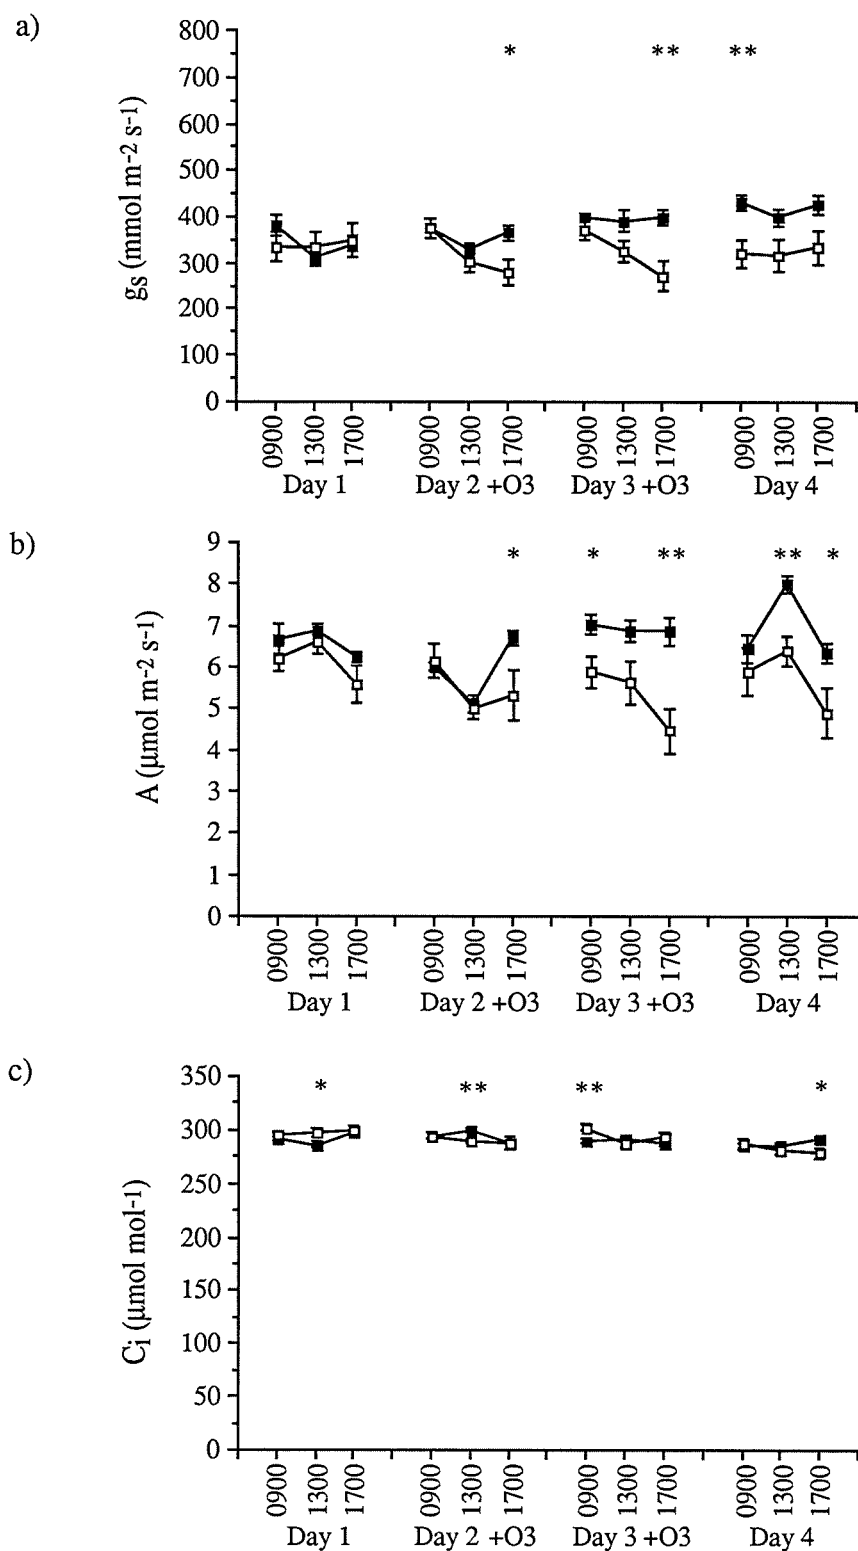 a)
gs (mmol m-2 s-1)
800
700
600
500
400
300
200
100
0
* ** **
0900 1300 1700 0900 1300 1700 0900 1300 1700 0900 1300 1700
Day 1 Day 2 +O3 Day 3 +O3 Day 4
b)
A (μmol m-2 s-1)
9
8
7
6
5
4
3
2
1
0
* * ** ** *
0900 1300 1700 0900 1300 1700 0900 1300 1700 0900 1300 1700
Day 1 Day 2 +O3 Day 3 +O3 Day 4
c)
Ci (μmol mol-1)
350
300
250
200
150
100
50
0
* ** ** *
0900 1300 1700 0900 1300 1700 0900 1300 1700 0900 1300 1700
Day 1 Day 2 +O3 Day 3 +O3 Day 4